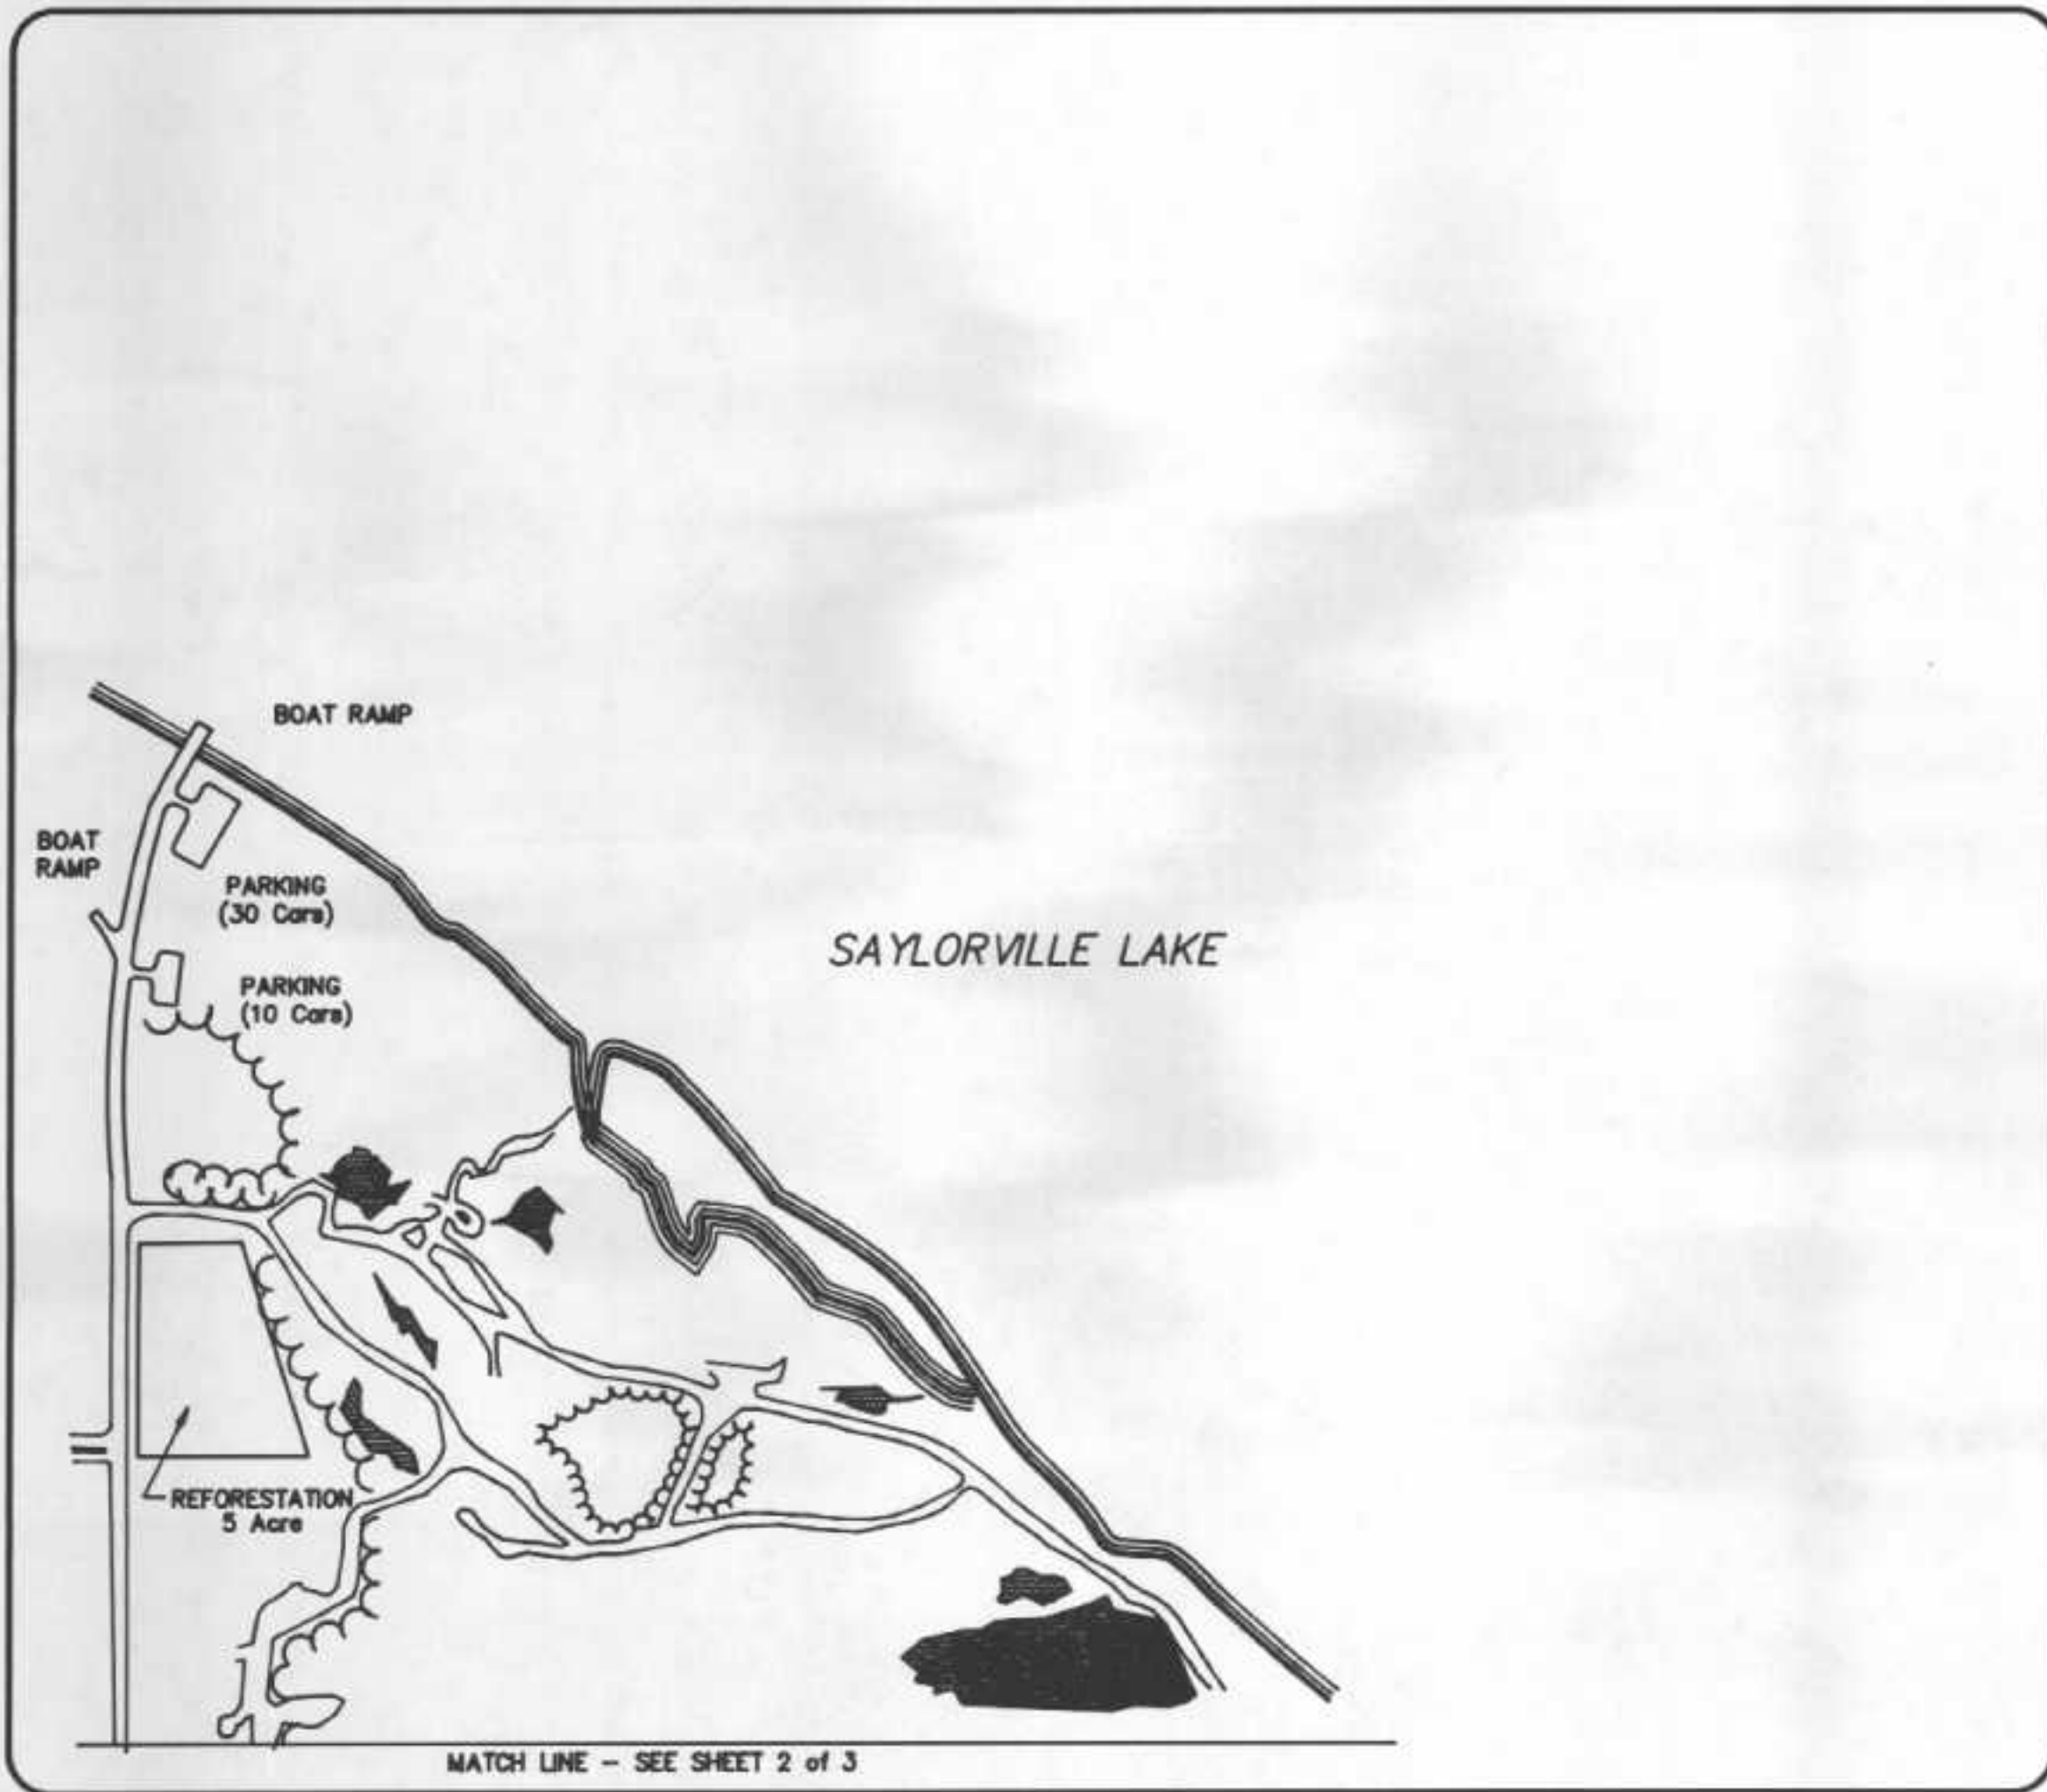 BOAT RAMP
BOAT
RAMP
PARKING
(30 Cars)
SAYLORVILLE LAKE
PARKING
(10 Cars)
REFORESTATION
5 Acre
MATCH LINE - SEE SHEET 2 of 3